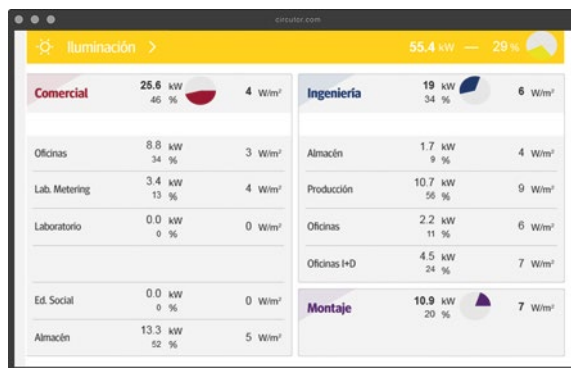 circutor.com
Iluminación >
55.4 kW — 29 %
Comercial 25.6 kW 46 % 4 W/m²
Oficinas 8.8 kW 34 % 3 W/m²
Lab. Metering 3.4 kW 13 % 4 W/m²
Laboratorio 0.0 kW 0 % 0 W/m²
Ed. Social 0.0 kW 0 % 0 W/m²
Almacén 13.3 kW 52 % 5 W/m²
Ingeniería 19 kW 34 % 6 W/m²
Almacén 1.7 kW 9 % 4 W/m²
Producción 10.7 kW 56 % 9 W/m²
Oficinas 2.2 kW 11 % 6 W/m²
Oficinas I+D 4.5 kW 24 % 7 W/m²
Montaje 10.9 kW 20 % 7 W/m²